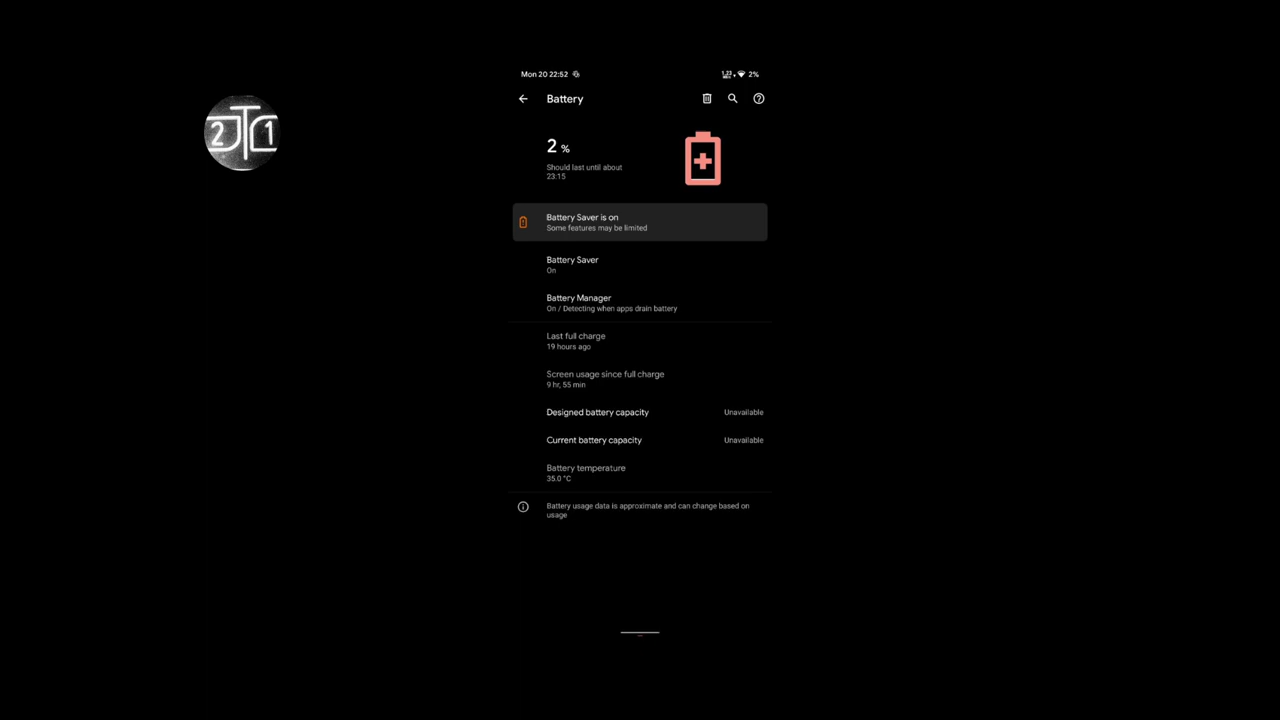 Mon 20 22:52
2%
Battery
2 %
Should last until about
23:15
Battery Saver is on
Some features may be limited
Battery Saver
On
Battery Manager
On / Detecting when apps drain battery
Last full charge
19 hours ago
Screen usage since full charge
9 hr, 55 min
Designed battery capacity
Unavailable
Current battery capacity
Unavailable
Battery temperature
35.0 °C
Battery usage data is approximate and can change based on
usage